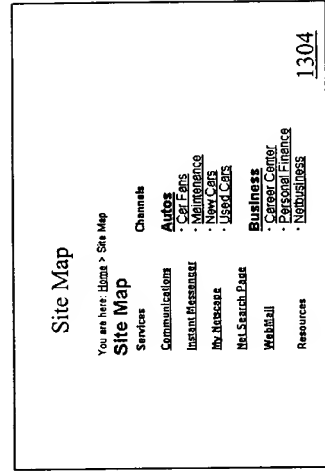 Site Map
You are here: Home > Site Map
Site Map
Services
Communications
Instant Messenger
My Netscape
Net Search Page
WebMail
Resources
Channels
Autos
· Car Fans
· Maintenance
· New Cars
· Used Cars
Business
· Career Center
· Personal Finance
· Netbusiness
1304